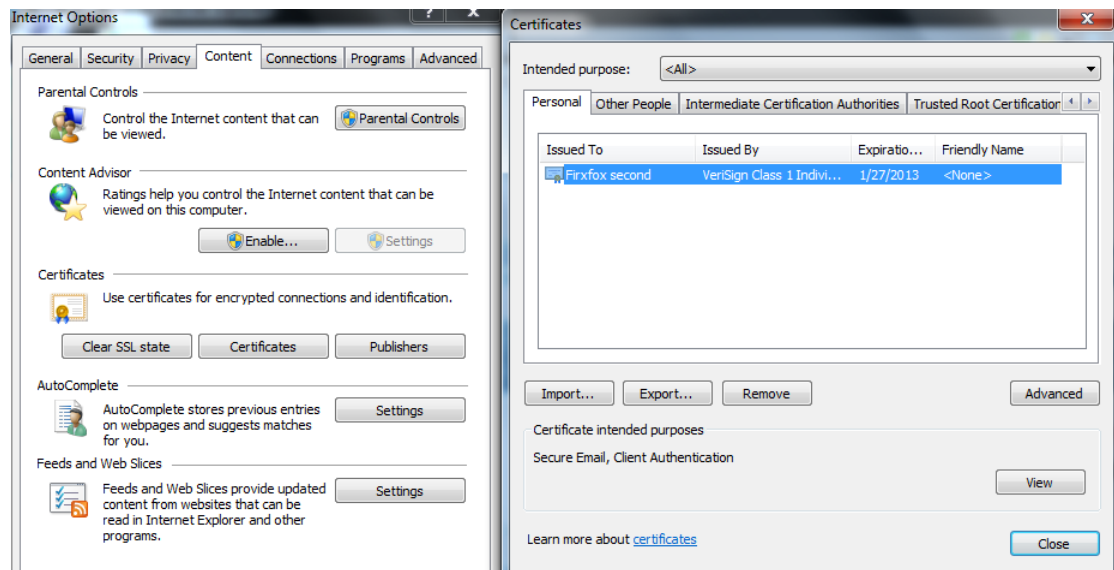 Internet Options
General Security Privacy Content Connections Programs Advanced
Parental Controls
Control the Internet content that can
be viewed.
Parental Controls
Content Advisor
Ratings help you control the Internet content that can be
viewed on this computer.
Enable... Settings
Certificates
Use certificates for encrypted connections and identification.
Clear SSL state Certificates Publishers
AutoComplete
AutoComplete stores previous entries
on webpages and suggests matches
for you.
Settings
Feeds and Web Slices
Feeds and Web Slices provide updated
content from websites that can be
read in Internet Explorer and other
programs.
Settings
Certificates
Intended purpose: <All>
Personal Other People Intermediate Certification Authorities Trusted Root Certification
Issued To Issued By Expiratio... Friendly Name
Firxfox second VeriSign Class 1 Indivi... 1/27/2013 <None>
Import... Export... Remove Advanced
Certificate intended purposes
Secure Email, Client Authentication
View
Learn more about certificates
Close